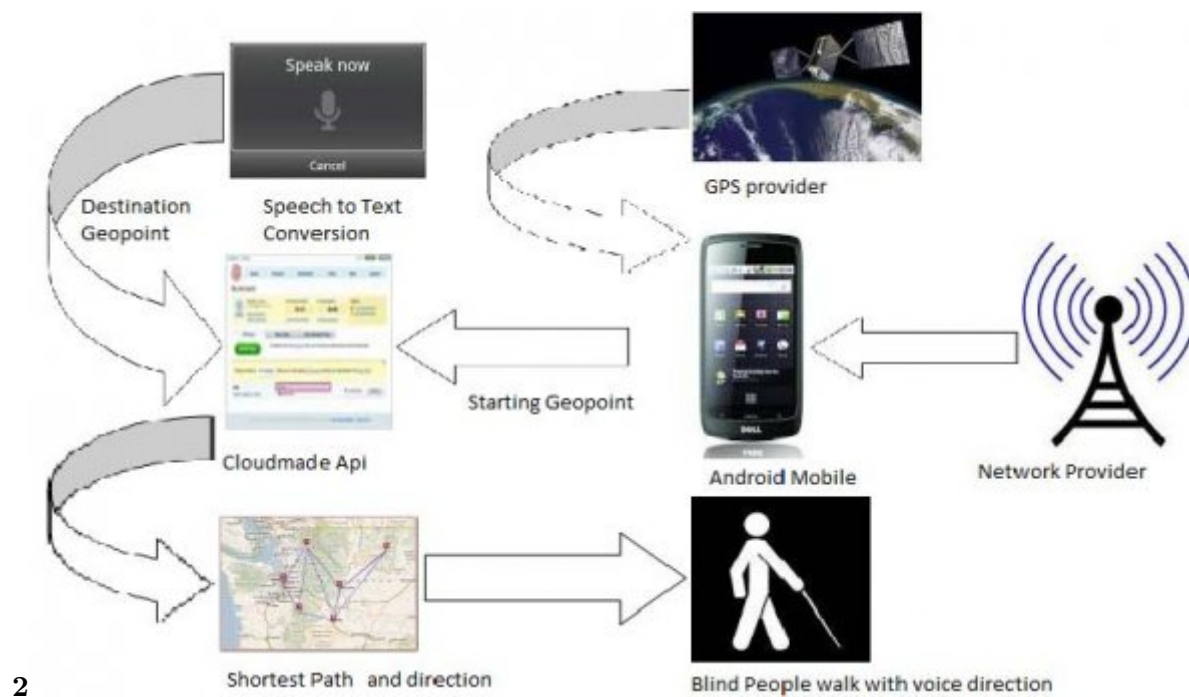 Speak now
Cancel
GPS provider
Destination
Geopoint
Speech to Text
Conversion
Starting Geopoint
DELL
Cloudmade Api
Android Mobile
Network Provider
Shortest Path and direction
Blind People walk with voice direction
2